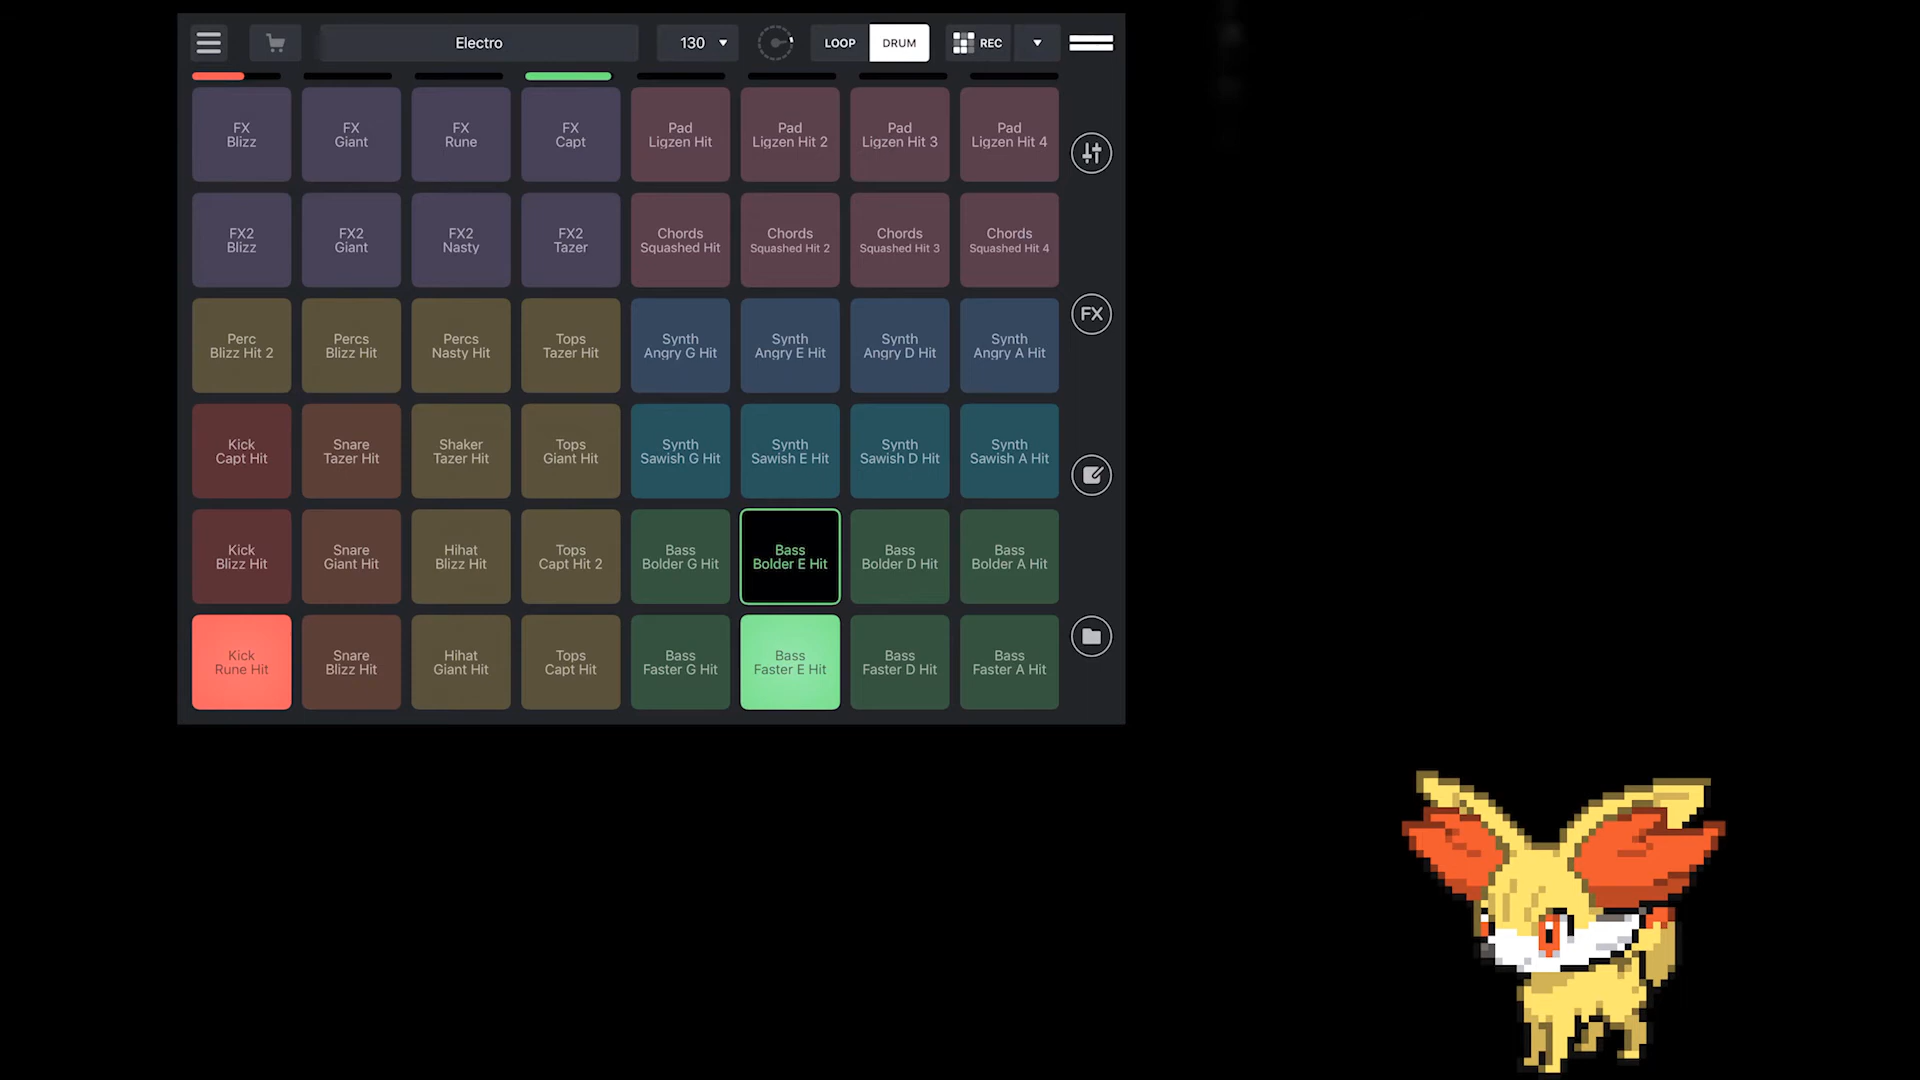 Electro
130
LOOP
DRUM
REC
FX
Blizz
FX
Giant
FX
Rune
FX
Capt
Pad
Ligzen Hit
Pad
Ligzen Hit 2
Pad
Ligzen Hit 3
Pad
Ligzen Hit 4
FX2
Blizz
FX2
Giant
FX2
Nasty
FX2
Tazer
Chords
Squashed Hit
Chords
Squashed Hit 2
Chords
Squashed Hit 3
Chords
Squashed Hit 4
FX
Perc
Blizz Hit 2
Percs
Blizz Hit
Percs
Nasty Hit
Tops
Tazer Hit
Synth
Angry G Hit
Synth
Angry E Hit
Synth
Angry D Hit
Synth
Angry A Hit
Kick
Capt Hit
Snare
Tazer Hit
Shaker
Tazer Hit
Tops
Giant Hit
Synth
Sawish G Hit
Synth
Sawish E Hit
Synth
Sawish D Hit
Synth
Sawish A Hit
Kick
Blizz Hit
Snare
Giant Hit
Hihat
Blizz Hit
Tops
Capt Hit 2
Bass
Bolder G Hit
Bass
Bolder E Hit
Bass
Bolder D Hit
Bass
Bolder A Hit
Kick
Rune Hit
Snare
Blizz Hit
Hihat
Giant Hit
Tops
Capt Hit
Bass
Faster G Hit
Bass
Faster E Hit
Bass
Faster D Hit
Bass
Faster A Hit